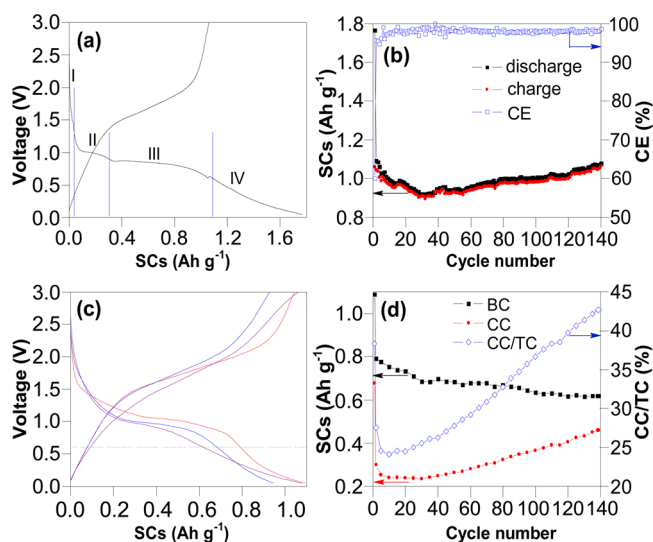 (a)
3.0
2.5
2.0
1.5
1.0
0.5
0.0
Voltage (V)
I
II
III
IV
0.0 0.4 0.8 1.2 1.6
SCs (Ah g⁻¹)
(b)
1.8
1.6
1.4
1.2
1.0
0.8
SCs (Ah g⁻¹)
discharge
charge
CE
100
90
80
70
60
50
CE (%)
0 20 40 60 80 100 120 140
Cycle number
(c)
3.0
2.5
2.0
1.5
1.0
0.5
0.0
Voltage (V)
0.0 0.2 0.4 0.6 0.8 1.0
SCs (Ah g⁻¹)
(d)
1.0
0.8
0.6
0.4
0.2
SCs (Ah g⁻¹)
BC
CC
CC/TC
45
40
35
30
25
20
CC/TC (%)
0 20 40 60 80 100 120 140
Cycle number